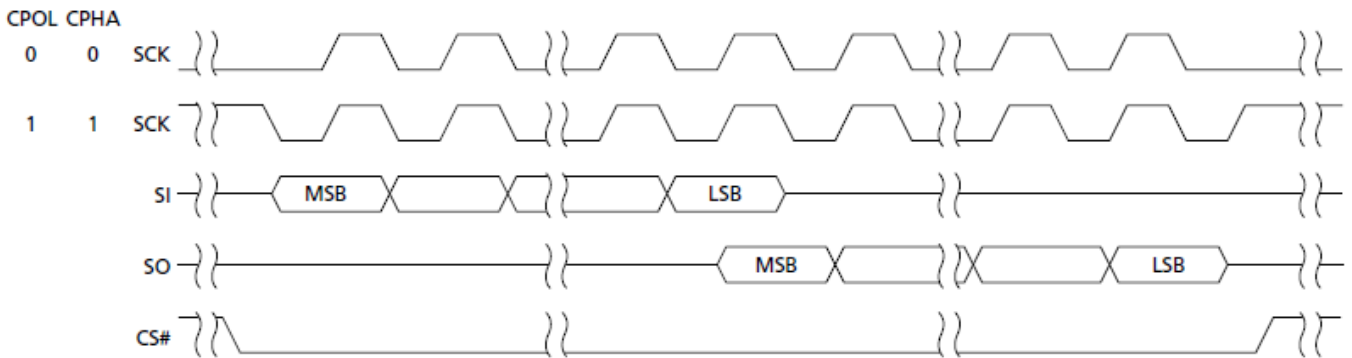 CPOL CPHA
0 0 SCK
1 1 SCK
SI MSB LSB
SO MSB LSB
CS#